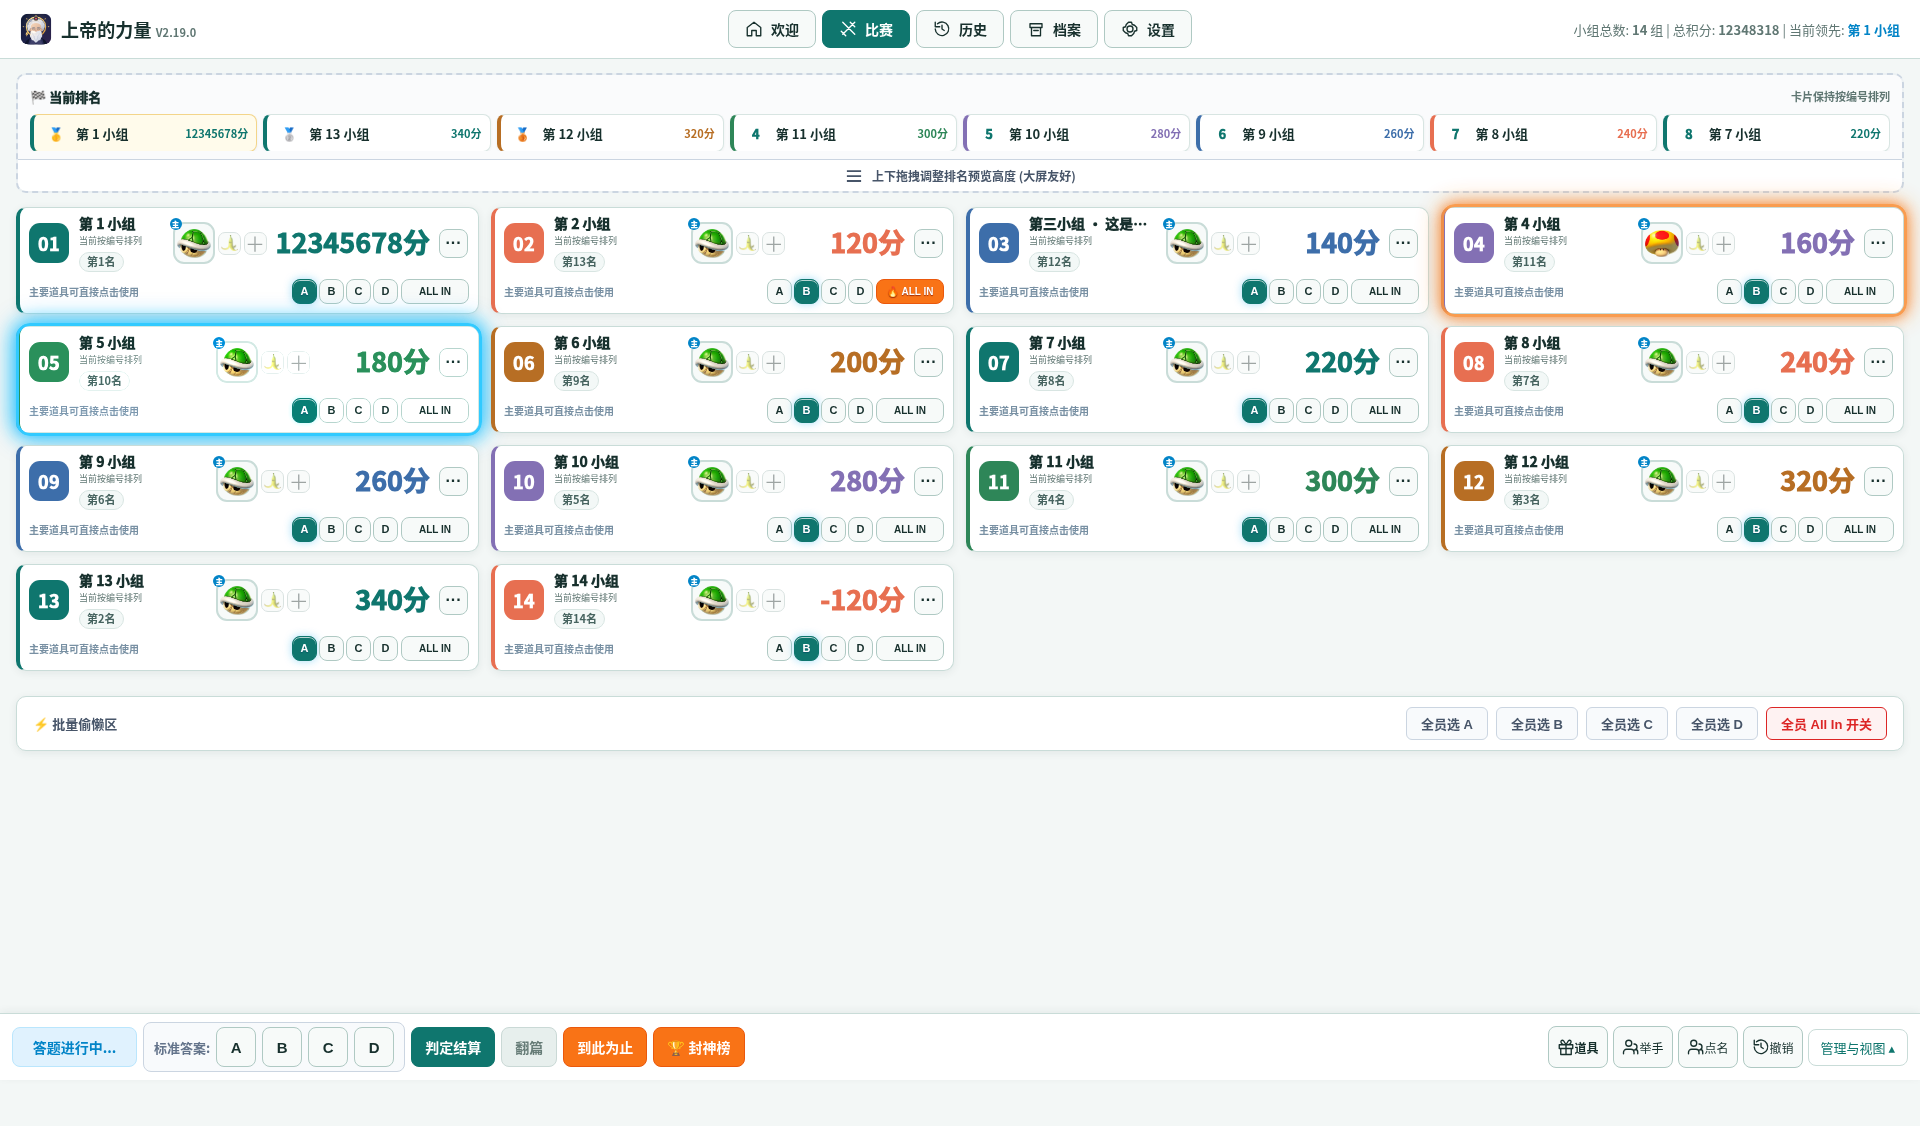 上帝的力量 V2.19.0
欢迎
比赛
历史
档案
设置
小组总数: 14 组 | 总积分: 12348318 | 当前领先: 第 1 小组
当前排名
卡片保持按编号排列
第 1 小组 12345678分
第 13 小组 340分
第 12 小组 320分
4 第 11 小组 300分
5 第 10 小组 280分
6 第 9 小组 260分
7 第 8 小组 240分
8 第 7 小组 220分
上下拖拽调整排名预览高度 (大屏友好)
01 第 1 小组
当前按编号排列
第1名
主 12345678分 ···
主要道具可直接点击使用 A B C D ALL IN
02 第 2 小组
当前按编号排列
第13名
主 120分 ···
主要道具可直接点击使用 A B C D ALL IN
03 第三小组 · 这是···
当前按编号排列
第12名
主 140分 ···
主要道具可直接点击使用 A B C D ALL IN
04 第 4 小组
当前按编号排列
第11名
主 160分 ···
主要道具可直接点击使用 A B C D ALL IN
05 第 5 小组
当前按编号排列
第10名
主 180分 ···
主要道具可直接点击使用 A B C D ALL IN
06 第 6 小组
当前按编号排列
第9名
主 200分 ···
主要道具可直接点击使用 A B C D ALL IN
07 第 7 小组
当前按编号排列
第8名
主 220分 ···
主要道具可直接点击使用 A B C D ALL IN
08 第 8 小组
当前按编号排列
第7名
主 240分 ···
主要道具可直接点击使用 A B C D ALL IN
09 第 9 小组
当前按编号排列
第6名
主 260分 ···
主要道具可直接点击使用 A B C D ALL IN
10 第 10 小组
当前按编号排列
第5名
主 280分 ···
主要道具可直接点击使用 A B C D ALL IN
11 第 11 小组
当前按编号排列
第4名
主 300分 ···
主要道具可直接点击使用 A B C D ALL IN
12 第 12 小组
当前按编号排列
第3名
主 320分 ···
主要道具可直接点击使用 A B C D ALL IN
13 第 13 小组
当前按编号排列
第2名
主 340分 ···
主要道具可直接点击使用 A B C D ALL IN
14 第 14 小组
当前按编号排列
第14名
主 -120分 ···
主要道具可直接点击使用 A B C D ALL IN
批量偷懒区
全员选 A
全员选 B
全员选 C
全员选 D
全员 All In 开关
答题进行中...
标准答案: A B C D
判定结算
翻篇
到此为止
封神榜
道具
举手
点名
撤销
管理与视图 ▴